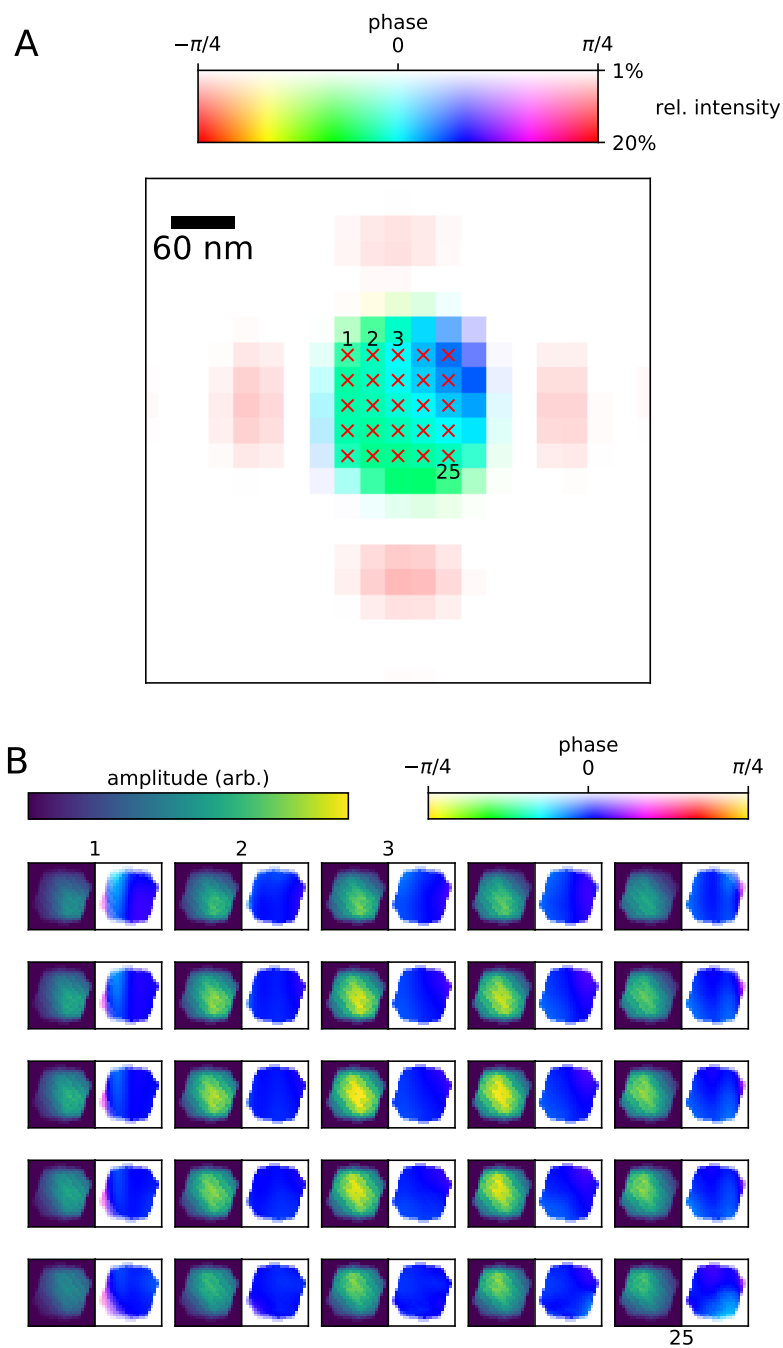 A
phase
−π/4 0 π/4
1%
rel. intensity
20%
60 nm
1 2 3
25
B
amplitude (arb.)
phase
−π/4 0 π/4
1 2 3
25